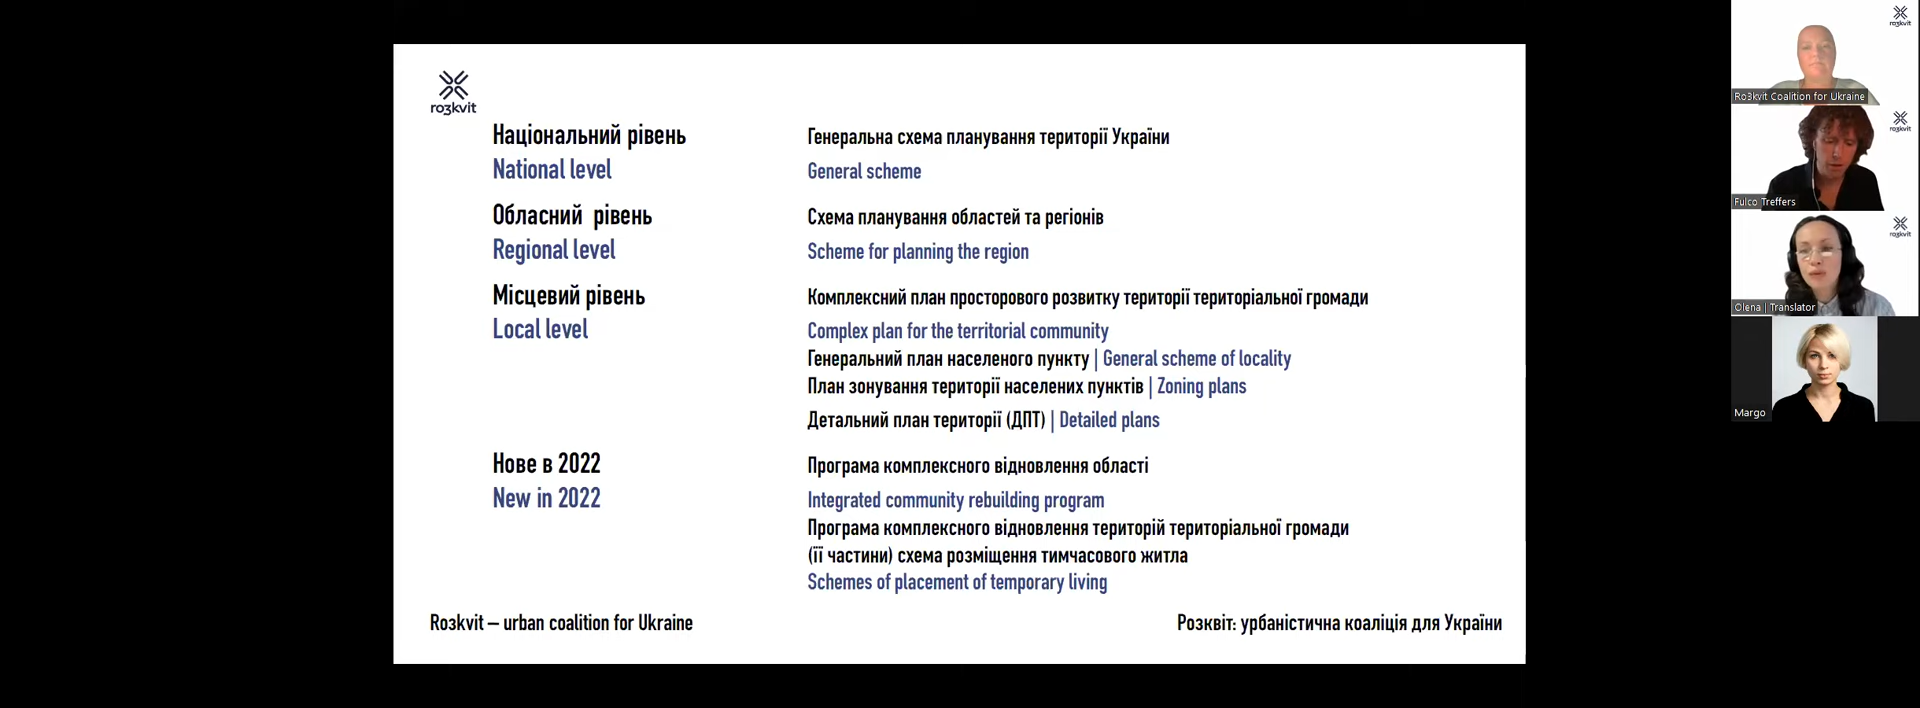 ro3kvit
Національний рівень
National level
Генеральна схема планування території України
General scheme
Обласний рівень
Regional level
Схема планування областей та регіонів
Scheme for planning the region
Місцевий рівень
Local level
Комплексний план просторового розвитку території територіальної громади
Complex plan for the territorial community
Генеральний план населеного пункту | General scheme of locality
План зонування території населених пунктів | Zoning plans
Детальний план території (ДПТ) | Detailed plans
Нове в 2022
New in 2022
Програма комплексного відновлення області
Integrated community rebuilding program
Програма комплексного відновлення територій територіальної громади
(її частини) схема розміщення тимчасового житла
Schemes of placement of temporary living
Ro3kvit – urban coalition for Ukraine
Розквіт: урбаністична коаліція для України
ro3kvit
Ro3kvit Coalition for Ukraine
ro3kvit
Fulco Treffers
ro3kvit
Olena | Translator
Margo